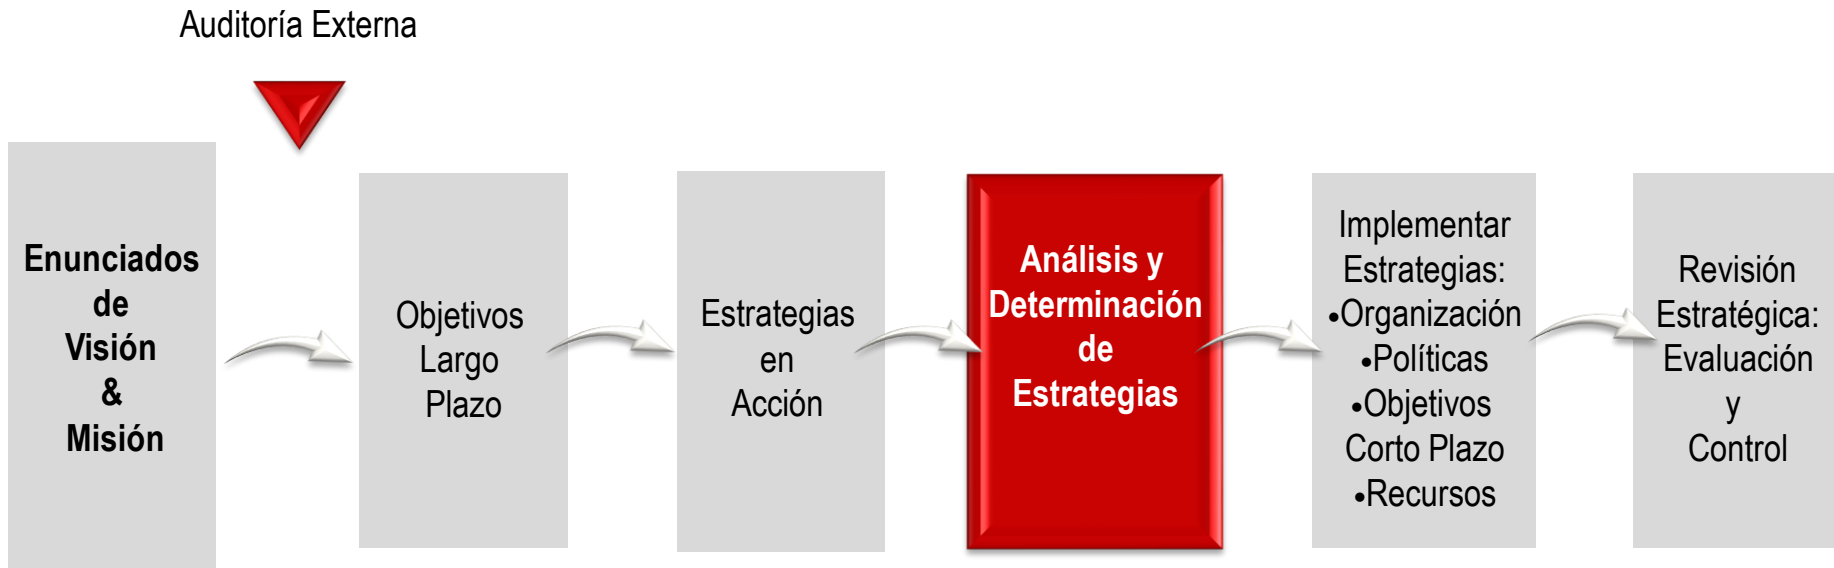 Auditoría Externa
Enunciados
de
Visión
&
Misión
Objetivos
Largo
Plazo
Estrategias
en
Acción
Análisis y
Determinación
de
Estrategias
Implementar
Estrategias:
•Organización
•Políticas
•Objetivos
Corto Plazo
•Recursos
Revisión
Estratégica:
Evaluación
y
Control